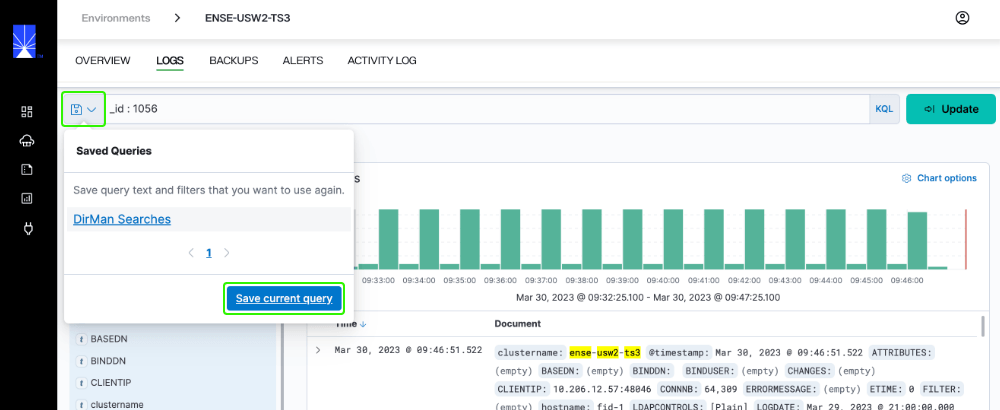 Environments > ENSE-USW2-TS3
OVERVIEW LOGS BACKUPS ALERTS ACTIVITY LOG
_id : 1056 KQL Update
Saved Queries
Save query text and filters that you want to use again.
DirMan Searches
1
Save current query
Chart options
09:33:00 09:34:00 09:35:00 09:36:00 09:37:00 09:38:00 09:39:00 09:40:00 09:41:00 09:42:00 09:43:00 09:44:00 09:45:00 09:46:00
Mar 30, 2023 @ 09:32:25.100 - Mar 30, 2023 @ 09:47:25.100
Time Document
t BASEDN
t BINDDN
t CLIENTIP
t clustername
Mar 30, 2023 @ 09:46:51.522
clustername: ense-usw2-ts3 @timestamp: Mar 30, 2023 @ 09:46:51.522 ATTRIBUTES:
(empty) BASEDN: (empty) BINDDN: (empty) BINDUSER: (empty) CHANGES: (empty)
CLIENTIP: 10.206.12.57:48046 CONNNB: 64,309 ERRORMESSAGE: (empty) ETIME: 0 FILTER:
(empty) hostname: fid-1 LDAPCONTROLS: [Plain] LOGDATE: Mar 29, 2023 @ 21:00:00.000